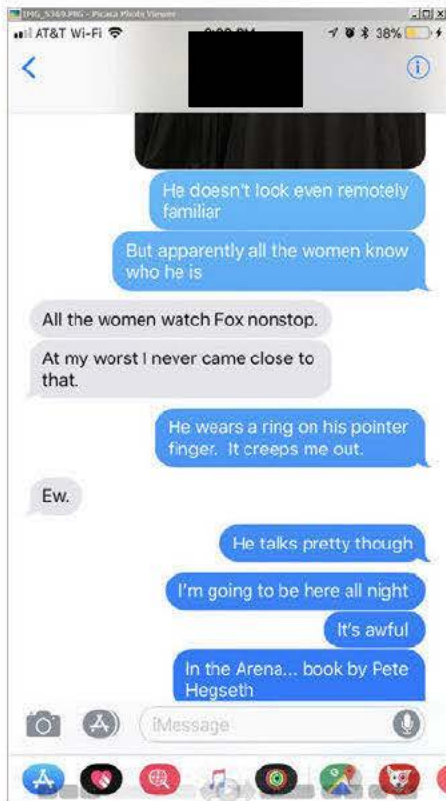 IMG_5369.PNG - Picasa Photo Viewer
AT&T Wi-Fi
38%
He doesn't look even remotely
familiar
But apparently all the women know
who he is
All the women watch Fox nonstop.
At my worst I never came close to
that.
He wears a ring on his pointer
finger.  It creeps me out.
Ew.
He talks pretty though
I'm going to be here all night
It's awful
In the Arena... book by Pete
Hegseth
iMessage